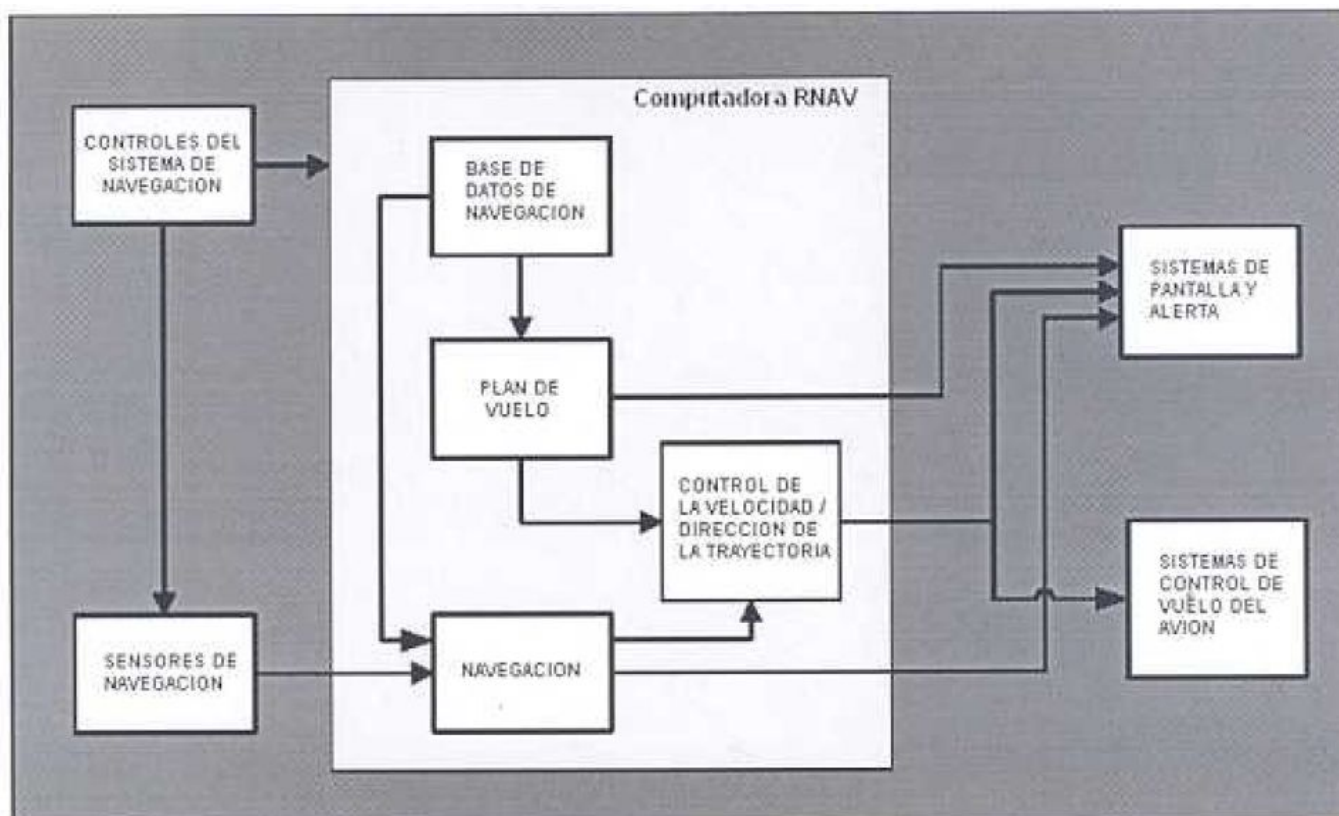 Computadora RNAV
CONTROLES DEL
SISTEMA DE
NAVEGACION
BASE DE
DATOS DE
NAVEGACION
SISTEMAS DE
PANTALLA Y
ALERTA
PLAN DE
VUELO
CONTROL DE
LA VELOCIDAD /
DIRECCION DE
LA TRAYECTORIA
SISTEMAS DE
CONTROL DE
VUELO DEL
AVION
SENSORES DE
NAVEGACION
NAVEGACION